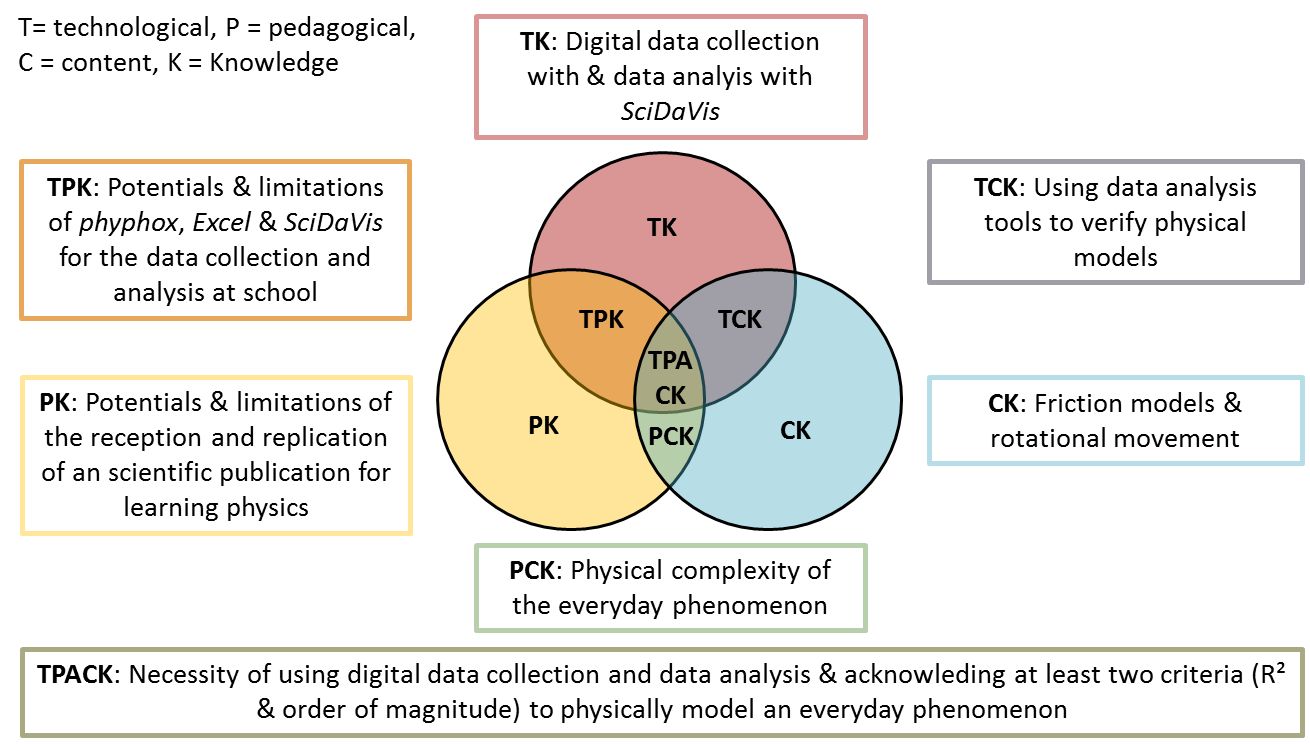 T= technological, P = pedagogical,
C = content, K = Knowledge
TK: Digital data collection
with & data analyis with
SciDaVis
TPK: Potentials & limitations
of phyphox, Excel & SciDaVis
for the data collection and
analysis at school
TCK: Using data analysis
tools to verify physical
models
TK
TPK
TCK
TPA
CK
PK
PCK
CK
PK: Potentials & limitations of
the reception and replication
of an scientific publication for
learning physics
CK: Friction models &
rotational movement
PCK: Physical complexity of
the everyday phenomenon
TPACK: Necessity of using digital data collection and data analysis & acknowleding at least two criteria (R²
& order of magnitude) to physically model an everyday phenomenon